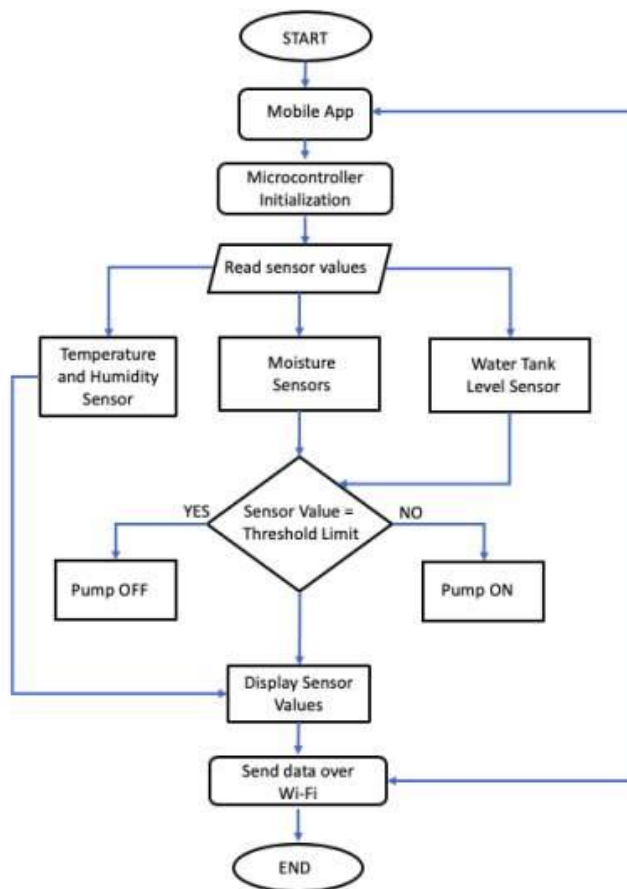 START
Mobile App
Microcontroller
Initialization
Read sensor values
Temperature
and Humidity
Sensor
Moisture
Sensors
Water Tank
Level Sensor
YES
Sensor Value =
Threshold Limit
NO
Pump OFF
Pump ON
Display Sensor
Values
Send data over
Wi-Fi
END